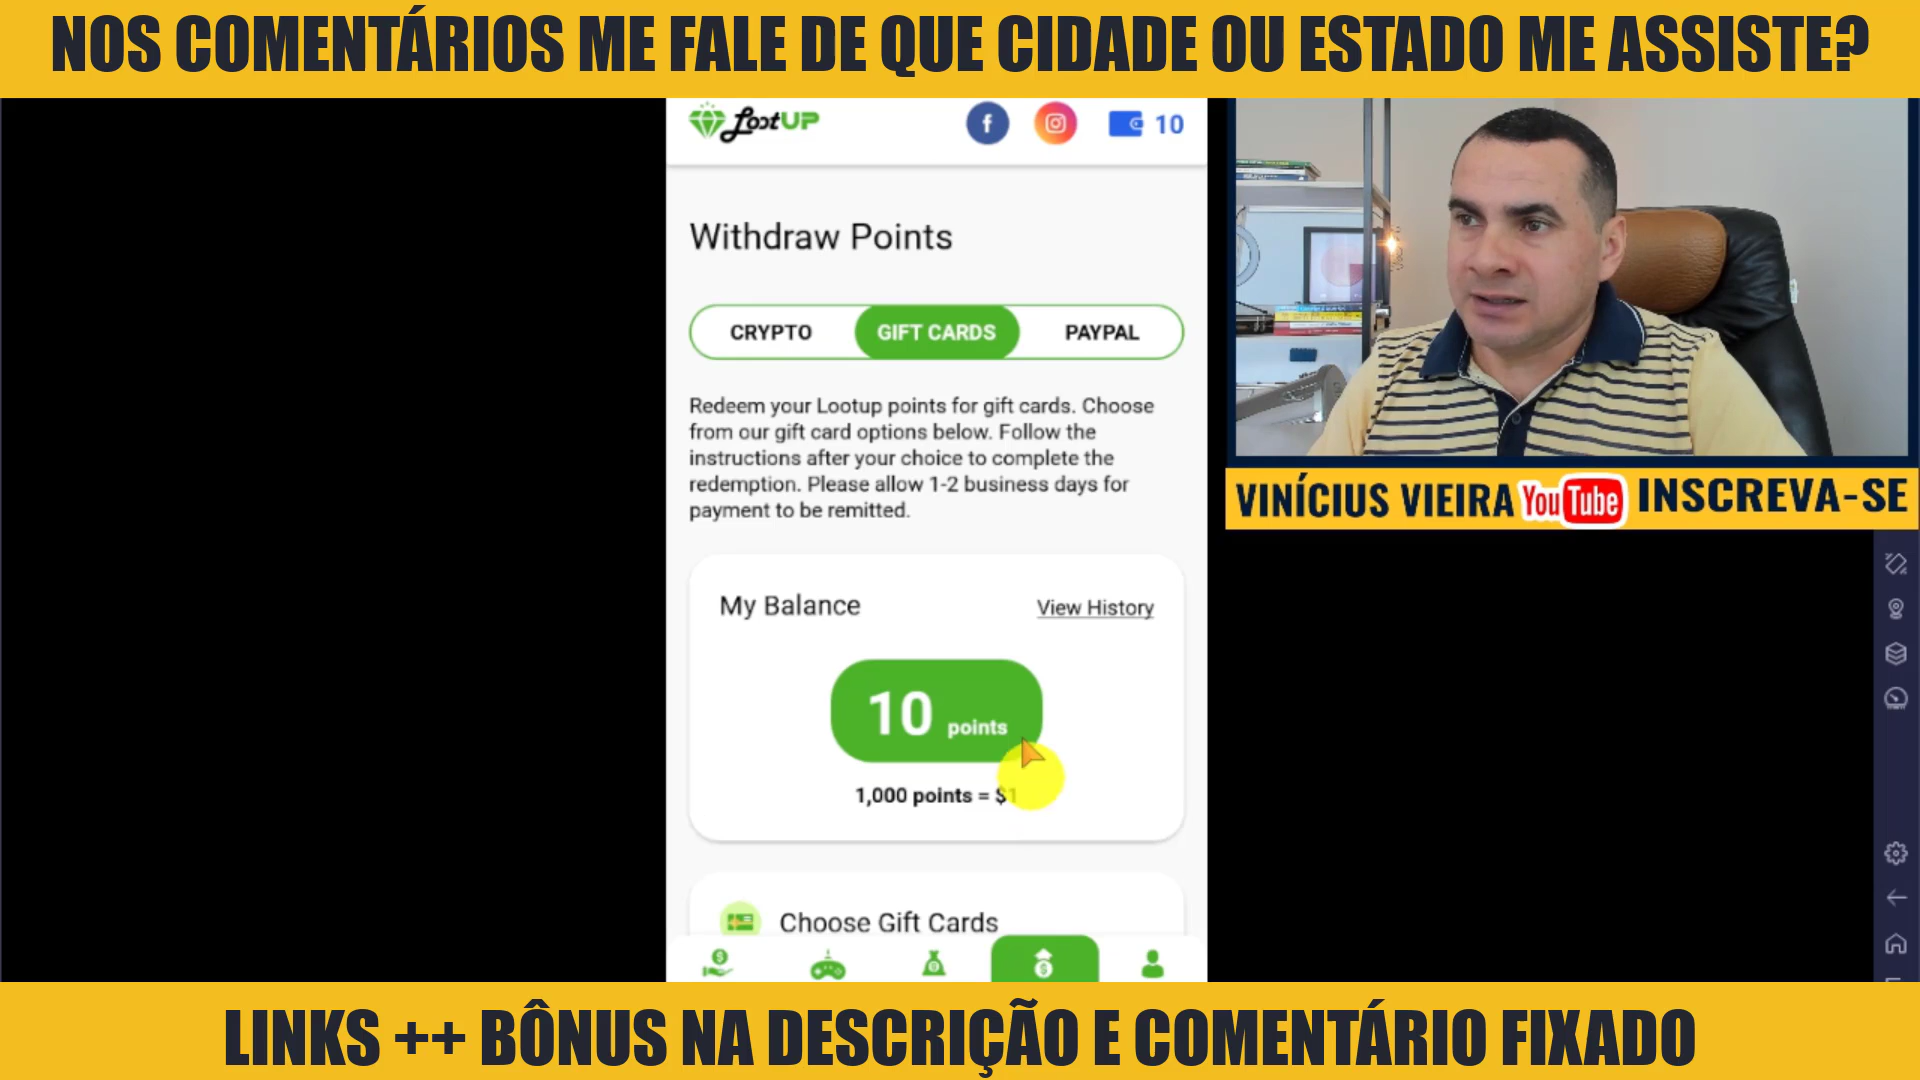 NOS COMENTÁRIOS ME FALE DE QUE CIDADE OU ESTADO ME ASSISTE?
LootUP
10
Withdraw Points
CRYPTO GIFT CARDS PAYPAL
Redeem your Lootup points for gift cards. Choose
from our gift card options below. Follow the
instructions after your choice to complete the
redemption. Please allow 1-2 business days for
payment to be remitted.
My Balance View History
10 points
1,000 points = $1
Choose Gift Cards
VINÍCIUS VIEIRA YouTube INSCREVA-SE
LINKS ++ BÔNUS NA DESCRIÇÃO E COMENTÁRIO FIXADO